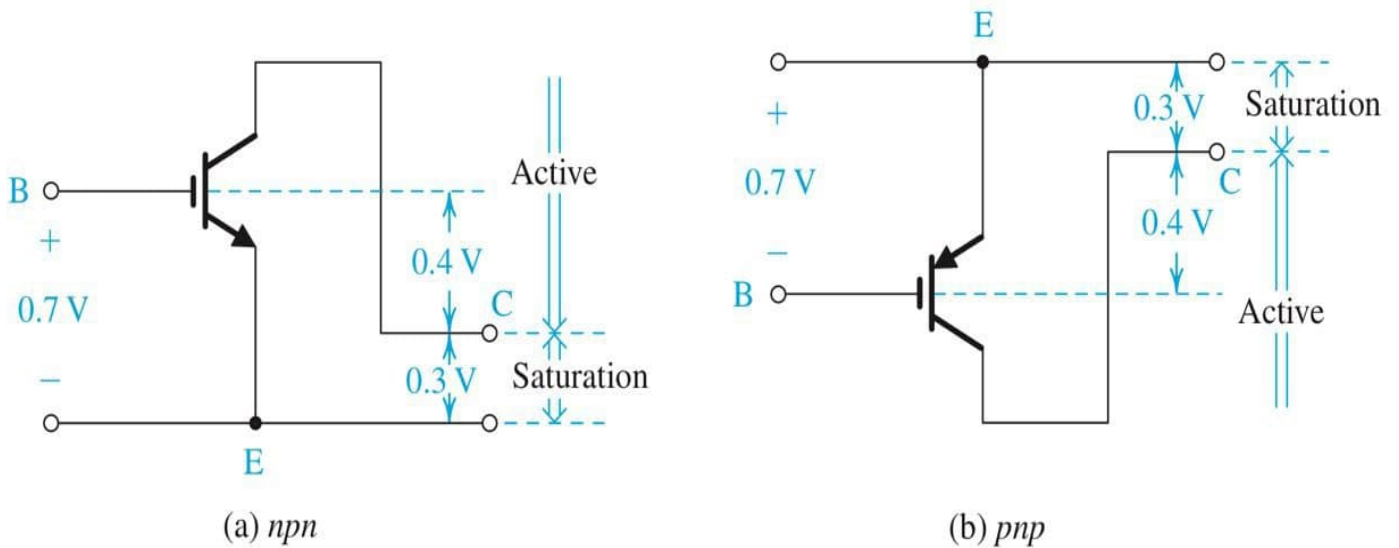 B
+
0.7 V
−
E
0.4 V
C
0.3 V
Active
Saturation
(a) npn
E
+
0.7 V
−
B
0.3 V
Saturation
C
0.4 V
Active
(b) pnp